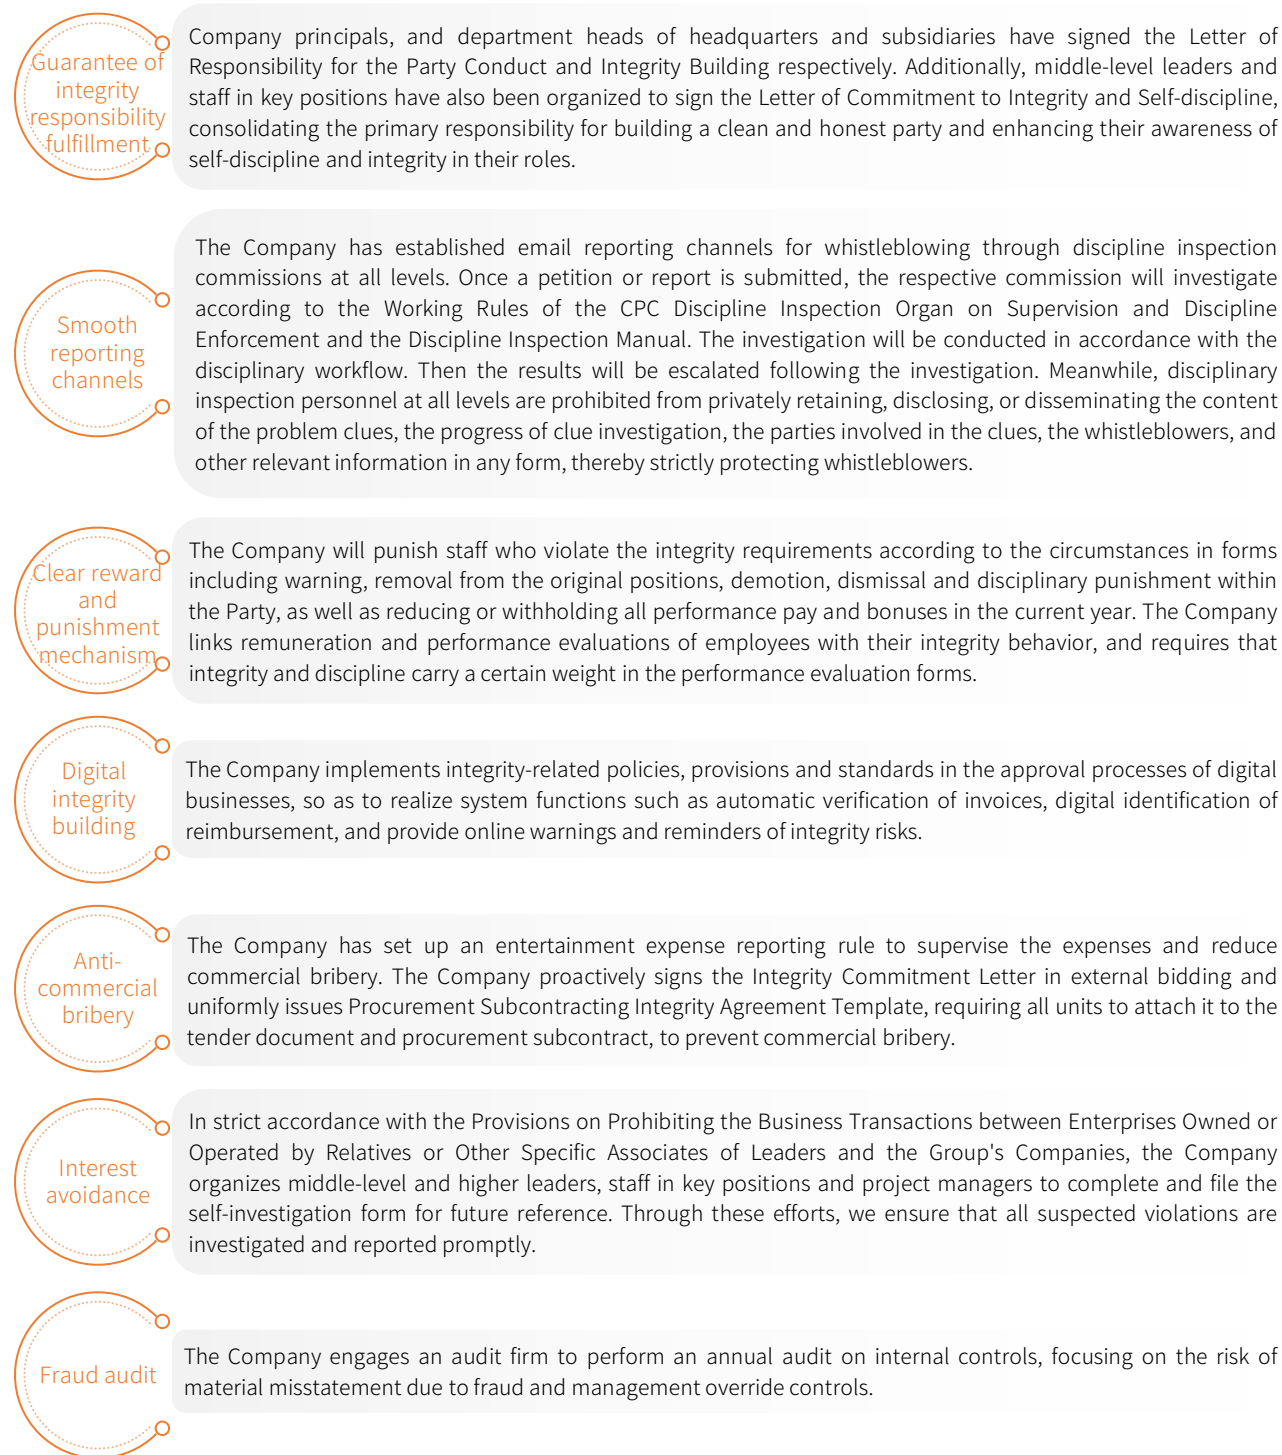 Guarantee of
integrity
responsibility
fulfillment
Company principals, and department heads of headquarters and subsidiaries have signed the Letter of
Responsibility for the Party Conduct and Integrity Building respectively. Additionally, middle-level leaders and
staff in key positions have also been organized to sign the Letter of Commitment to Integrity and Self-discipline,
consolidating the primary responsibility for building a clean and honest party and enhancing their awareness of
self-discipline and integrity in their roles.
Smooth
reporting
channels
The Company has established email reporting channels for whistleblowing through discipline inspection
commissions at all levels. Once a petition or report is submitted, the respective commission will investigate
according to the Working Rules of the CPC Discipline Inspection Organ on Supervision and Discipline
Enforcement and the Discipline Inspection Manual. The investigation will be conducted in accordance with the
disciplinary workflow. Then the results will be escalated following the investigation. Meanwhile, disciplinary
inspection personnel at all levels are prohibited from privately retaining, disclosing, or disseminating the content
of the problem clues, the progress of clue investigation, the parties involved in the clues, the whistleblowers, and
other relevant information in any form, thereby strictly protecting whistleblowers.
Clear reward
and
punishment
mechanism
The Company will punish staff who violate the integrity requirements according to the circumstances in forms
including warning, removal from the original positions, demotion, dismissal and disciplinary punishment within
the Party, as well as reducing or withholding all performance pay and bonuses in the current year. The Company
links remuneration and performance evaluations of employees with their integrity behavior, and requires that
integrity and discipline carry a certain weight in the performance evaluation forms.
Digital
integrity
building
The Company implements integrity-related policies, provisions and standards in the approval processes of digital
businesses, so as to realize system functions such as automatic verification of invoices, digital identification of
reimbursement, and provide online warnings and reminders of integrity risks.
Anti-
commercial
bribery
The Company has set up an entertainment expense reporting rule to supervise the expenses and reduce
commercial bribery. The Company proactively signs the Integrity Commitment Letter in external bidding and
uniformly issues Procurement Subcontracting Integrity Agreement Template, requiring all units to attach it to the
tender document and procurement subcontract, to prevent commercial bribery.
Interest
avoidance
In strict accordance with the Provisions on Prohibiting the Business Transactions between Enterprises Owned or
Operated by Relatives or Other Specific Associates of Leaders and the Group's Companies, the Company
organizes middle-level and higher leaders, staff in key positions and project managers to complete and file the
self-investigation form for future reference. Through these efforts, we ensure that all suspected violations are
investigated and reported promptly.
Fraud audit
The Company engages an audit firm to perform an annual audit on internal controls, focusing on the risk of
material misstatement due to fraud and management override controls.